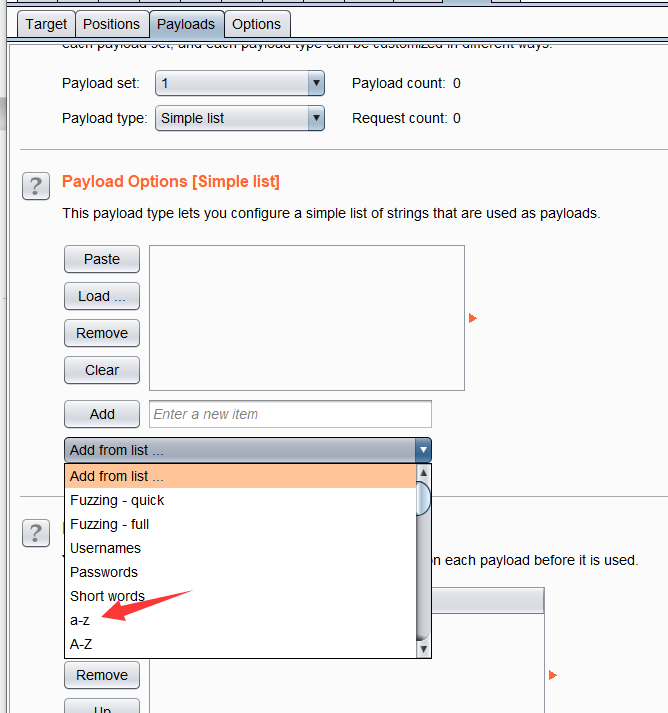 Target Positions Payloads Options
each payload set, and each payload type can be customized in different ways.
Payload set: 1 Payload count: 0
Payload type: Simple list Request count: 0
? Payload Options [Simple list]
This payload type lets you configure a simple list of strings that are used as payloads.
Paste
Load ...
Remove
Clear
Add Enter a new item
Add from list ...
Add from list ...
Fuzzing - quick
Fuzzing - full
Usernames
?
on each payload before it is used.
Passwords
Short words
a-z
A-Z
Remove
Up